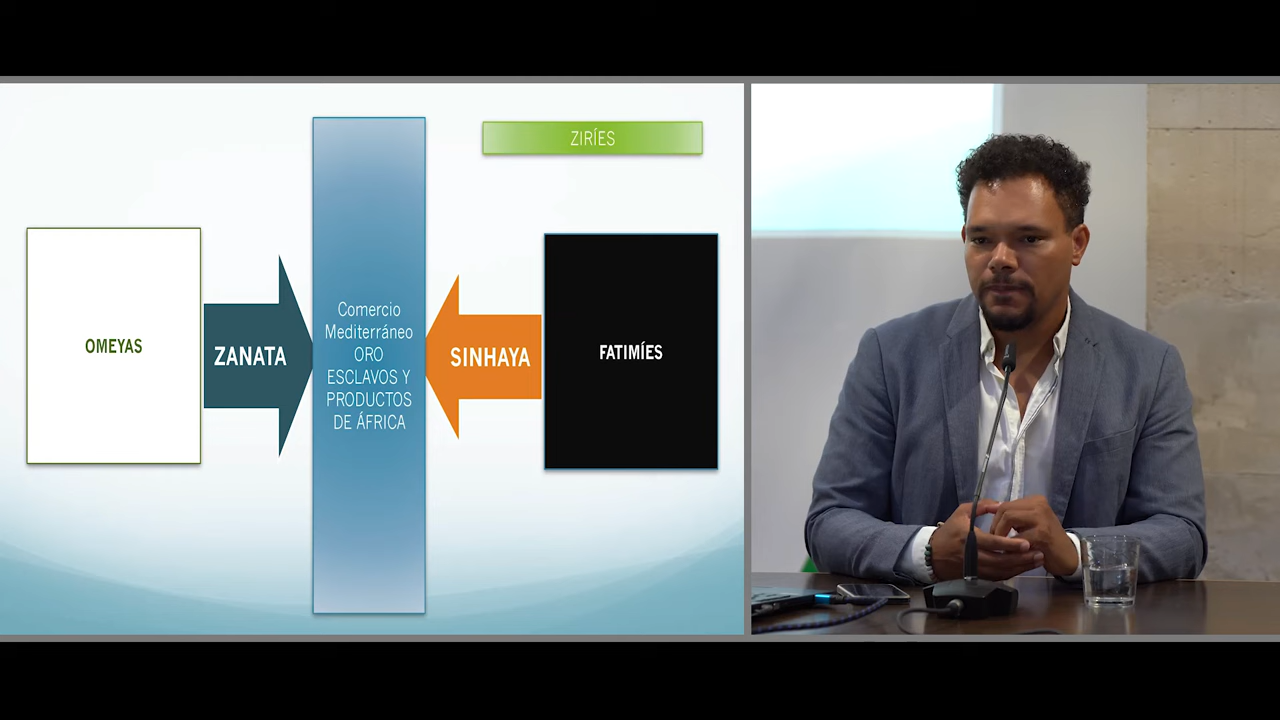 ZIRÍES
OMEYAS
ZANATA
Comercio
Mediterráneo
ORO
ESCLAVOS Y
PRODUCTOS
DE ÁFRICA
SINHAYA
FATIMÍES